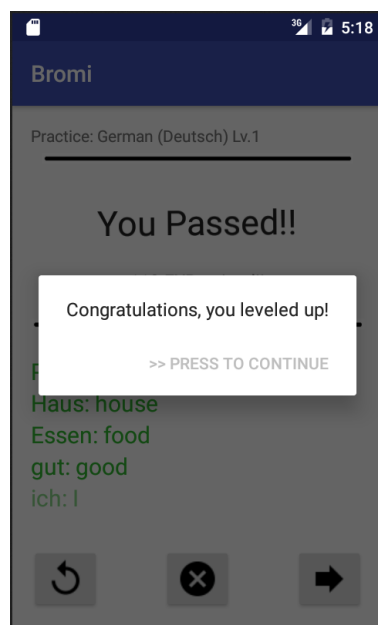 3G 5:18
Bromi
Practice: German (Deutsch) Lv.1
You Passed!!
Congratulations, you leveled up!
>> PRESS TO CONTINUE
Haus: house
Essen: food
gut: good
ich: I